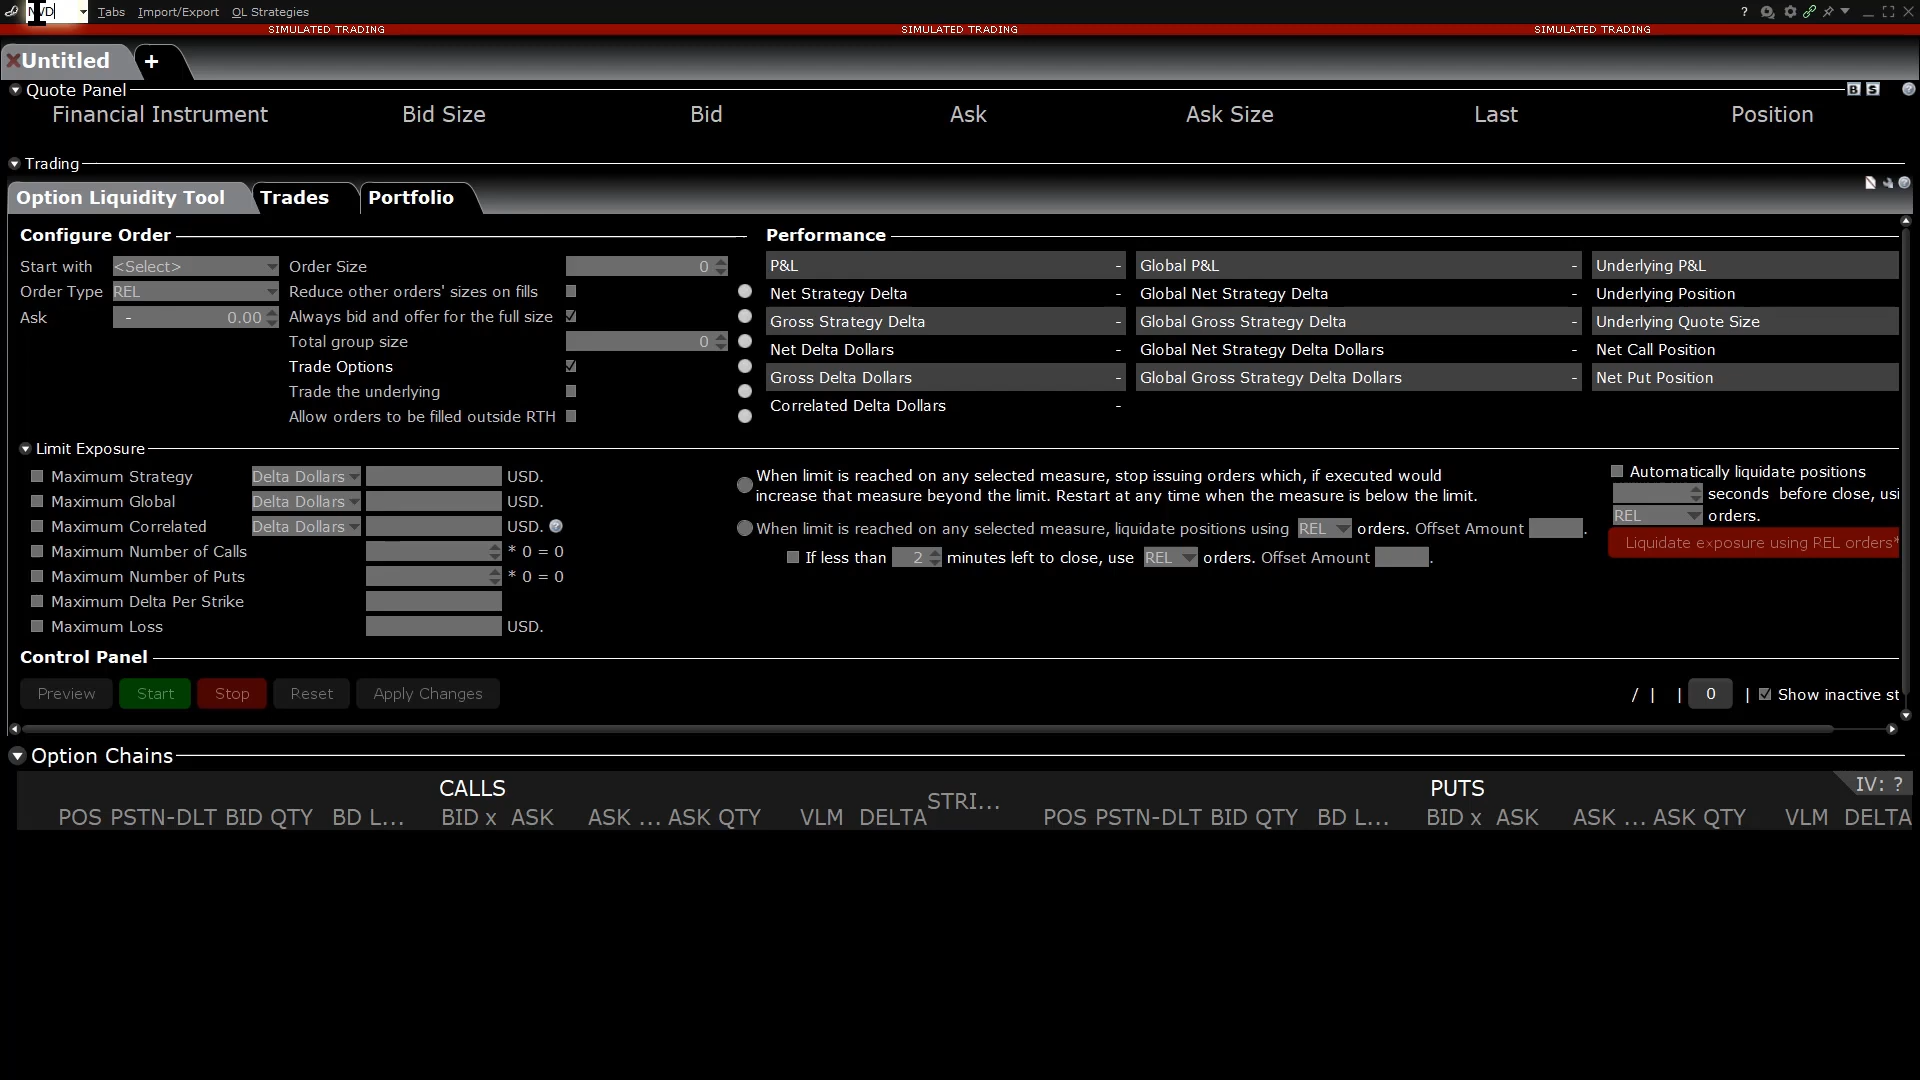 NVD Tabs Import/Export QL Strategies ?
SIMULATED TRADING SIMULATED TRADING SIMULATED TRADING
Untitled +
Quote Panel B S ?
Financial Instrument Bid Size Bid Ask Ask Size Last Position
Trading
Option Liquidity Tool Trades Portfolio ?
Configure Order Performance
Start with <Select> Order Size 0 P&L - Global P&L - Underlying P&L
Order Type REL Reduce other orders' sizes on fills Net Strategy Delta - Global Net Strategy Delta - Underlying Position
Ask - 0.00 Always bid and offer for the full size Gross Strategy Delta - Global Gross Strategy Delta - Underlying Quote Size
Total group size 0 Net Delta Dollars - Global Net Strategy Delta Dollars - Net Call Position
Trade Options Gross Delta Dollars - Global Gross Strategy Delta Dollars - Net Put Position
Trade the underlying Correlated Delta Dollars -
Allow orders to be filled outside RTH
Limit Exposure
Maximum Strategy Delta Dollars USD. When limit is reached on any selected measure, stop issuing orders which, if executed would Automatically liquidate positions
Maximum Global Delta Dollars USD. increase that measure beyond the limit. Restart at any time when the measure is below the limit. seconds before close, usi
Maximum Correlated Delta Dollars USD. ? When limit is reached on any selected measure, liquidate positions using REL orders. Offset Amount . REL orders.
Maximum Number of Calls * 0 = 0 If less than 2 minutes left to close, use REL orders. Offset Amount . Liquidate exposure using REL orders*
Maximum Number of Puts * 0 = 0
Maximum Delta Per Strike
Maximum Loss USD.
Control Panel
Preview Start Stop Reset Apply Changes / | | 0 | Show inactive st
Option Chains
CALLS PUTS IV: ?
POS PSTN-DLT BID QTY BD L... BID x ASK ASK ... ASK QTY VLM DELTA STRI... POS PSTN-DLT BID QTY BD L... BID x ASK ASK ... ASK QTY VLM DELTA